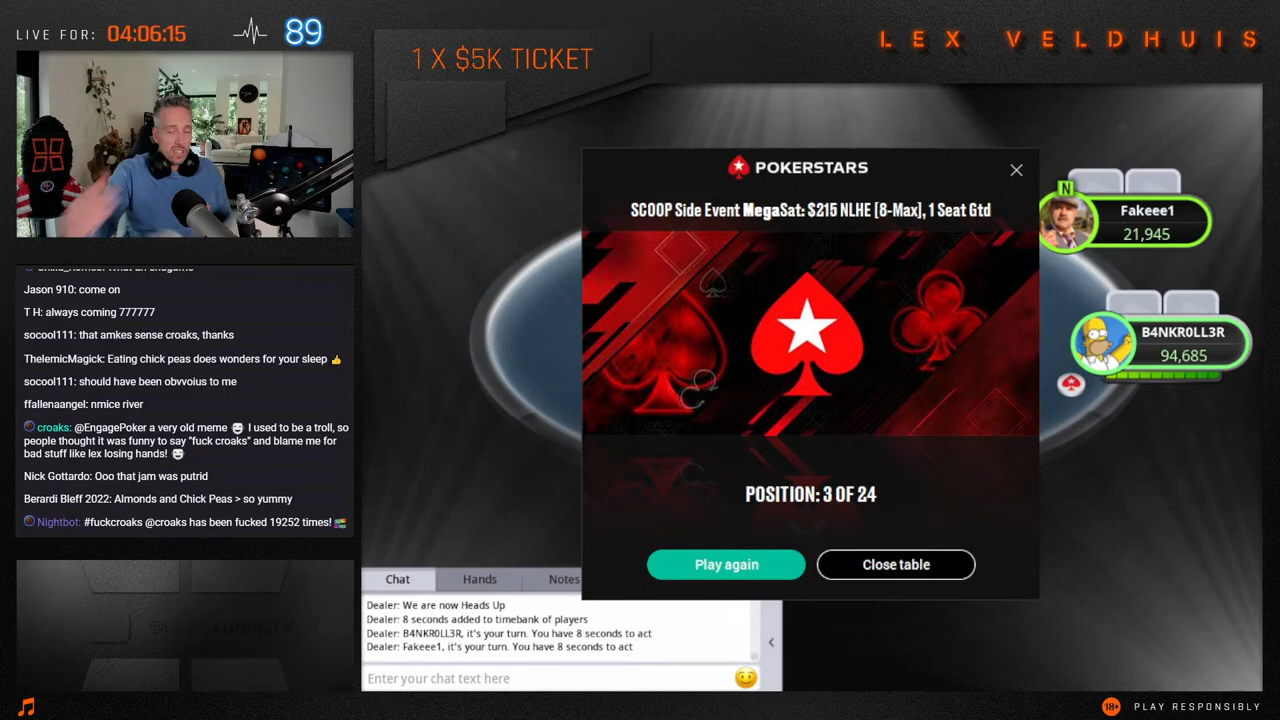 LIVE FOR: 04:06:15 89
1 X $5K TICKET
LEX VELDHUIS
POKERSTARS
SCOOP Side Event MegaSat: $215 NLHE [8-Max], 1 Seat Gtd
N
Fakeee1
21,945
B4NKR0LL3R
94,685
Jason 910: come on
T H: always coming 777777
socool111: that amkes sense croaks, thanks
ThelemicMagick: Eating chick peas does wonders for your sleep 👍
socool111: should have been obvvoius to me
ffallenaangel: nmice river
croaks: @EngagePoker a very old meme I used to be a troll, so
people thought it was funny to say "fuck croaks" and blame me for
bad stuff like lex losing hands!
Nick Gottardo: Ooo that jam was putrid
Berardi Bleff 2022: Almonds and Chick Peas > so yummy
Nightbot: #fuckcroaks @croaks has been fucked 19252 times!
POSITION: 3 OF 24
Play again
Close table
Chat Hands Notes
Dealer: We are now Heads Up
Dealer: 8 seconds added to timebank of players
Dealer: B4NKR0LL3R, it's your turn. You have 8 seconds to act
Dealer: Fakeee1, it's your turn. You have 8 seconds to act
Enter your chat text here
18+ PLAY RESPONSIBLY